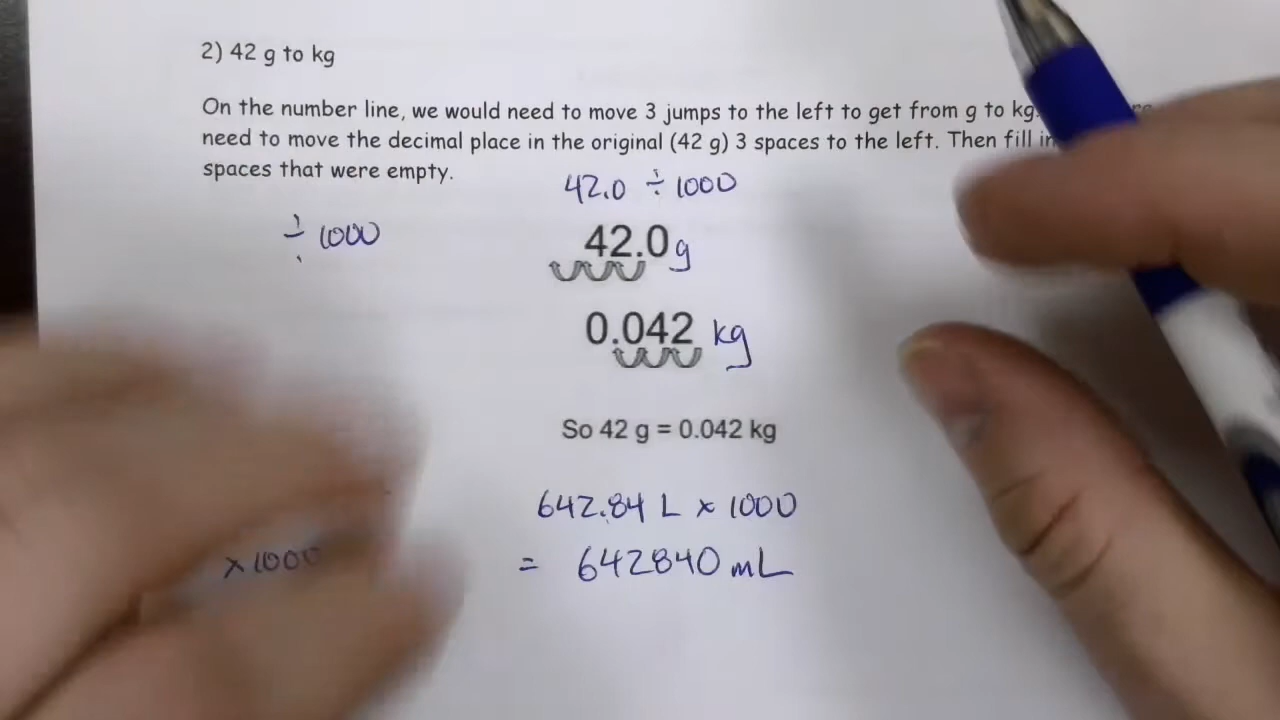 2) 42 g to kg
On the number line, we would need to move 3 jumps to the left to get from g to kg.
need to move the decimal place in the original (42 g) 3 spaces to the left. Then fill in
spaces that were empty.
42.0 ÷ 1000
÷ 1000
42.0 g
0.042 kg
So 42 g = 0.042 kg
642.84 L × 1000
× 1000
= 642840 mL